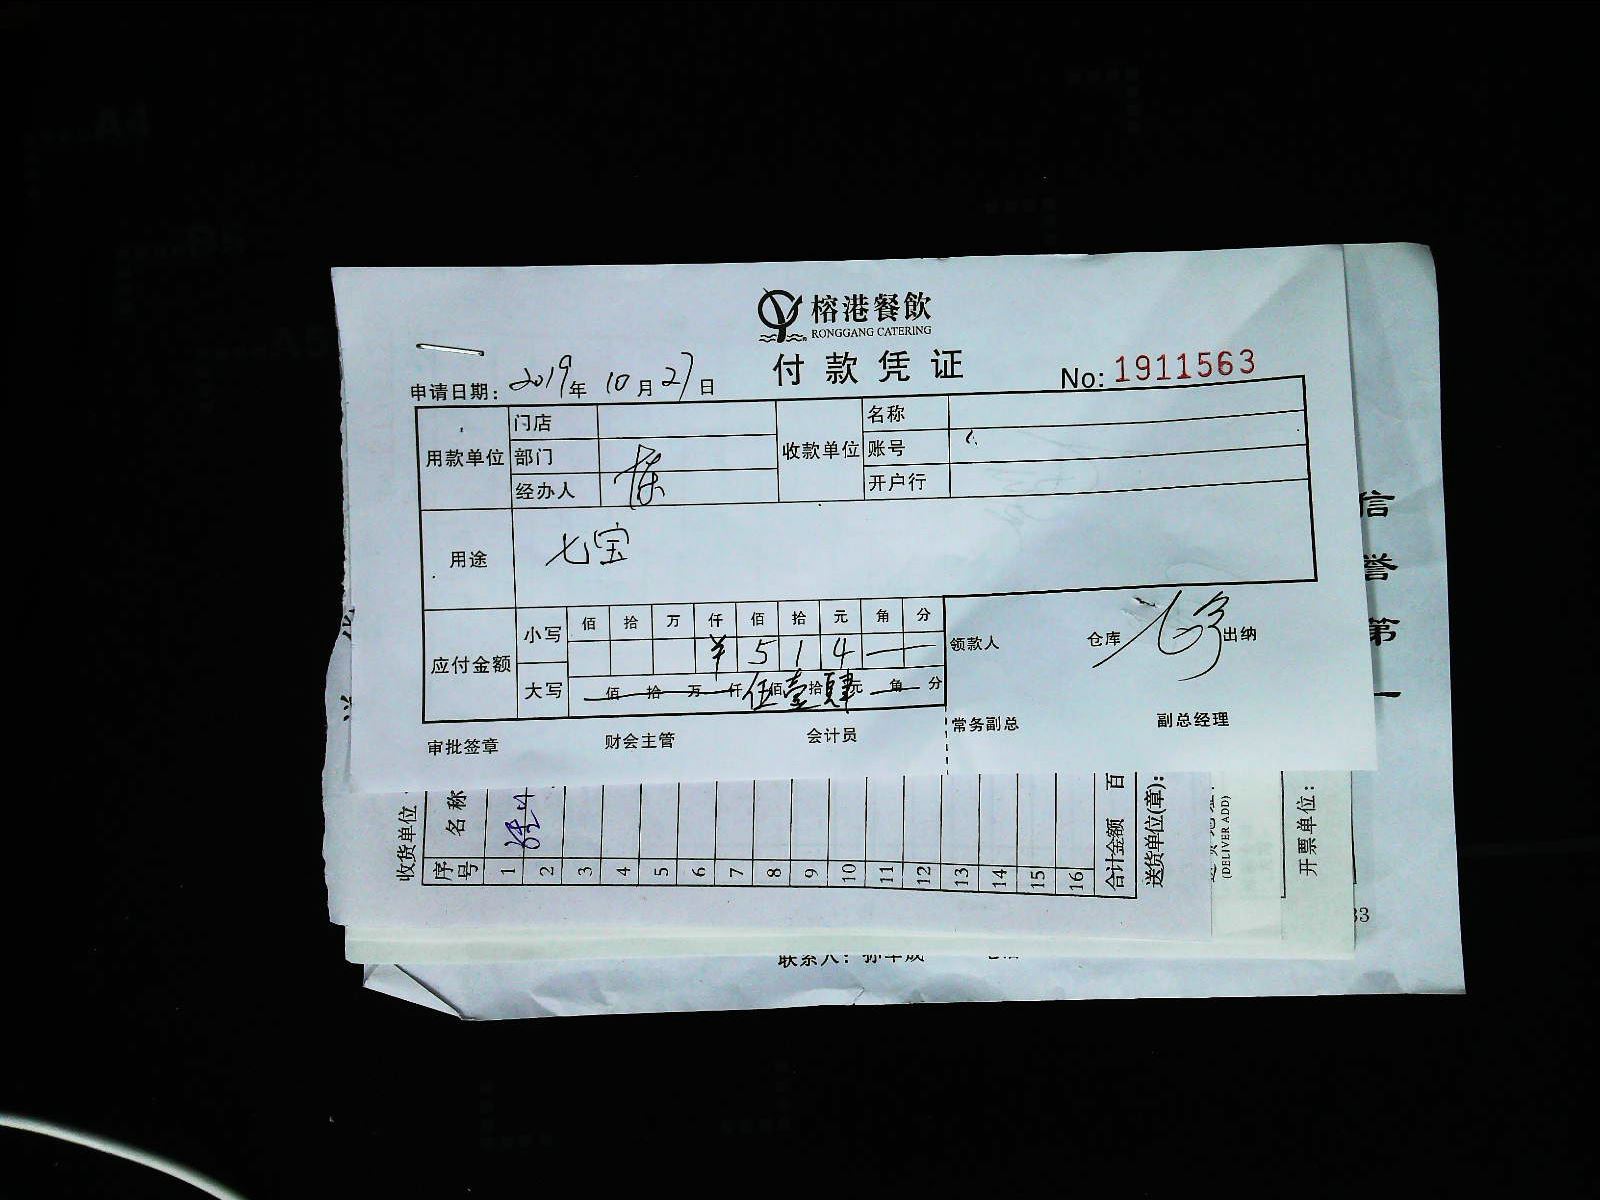 榕港餐飲
RONGGANG CATERING
付款凭证
No: 1911563
申请日期: 2019年 10月 27日
用款单位
门店
部门
经办人
收款单位
名称
账号
开户行
用途
七宝
应付金额
小写
佰 拾 万 仟 佰 拾 元 角 分
¥ 5 1 4 —
大写
佰 拾 万 仟 伍佰 壹拾 肆元 角 分
领款人
仓库
出纳
审批签章
财会主管
会计员
常务副总
副总经理
收货单位
序号
名称
1
2
3
4
5
6
7
8
9
10
11
12
13
14
15
16
合计金额 百
送货单位(章):
(DELIVER ADD)
开票单位:
信誉第一
33
联系人: